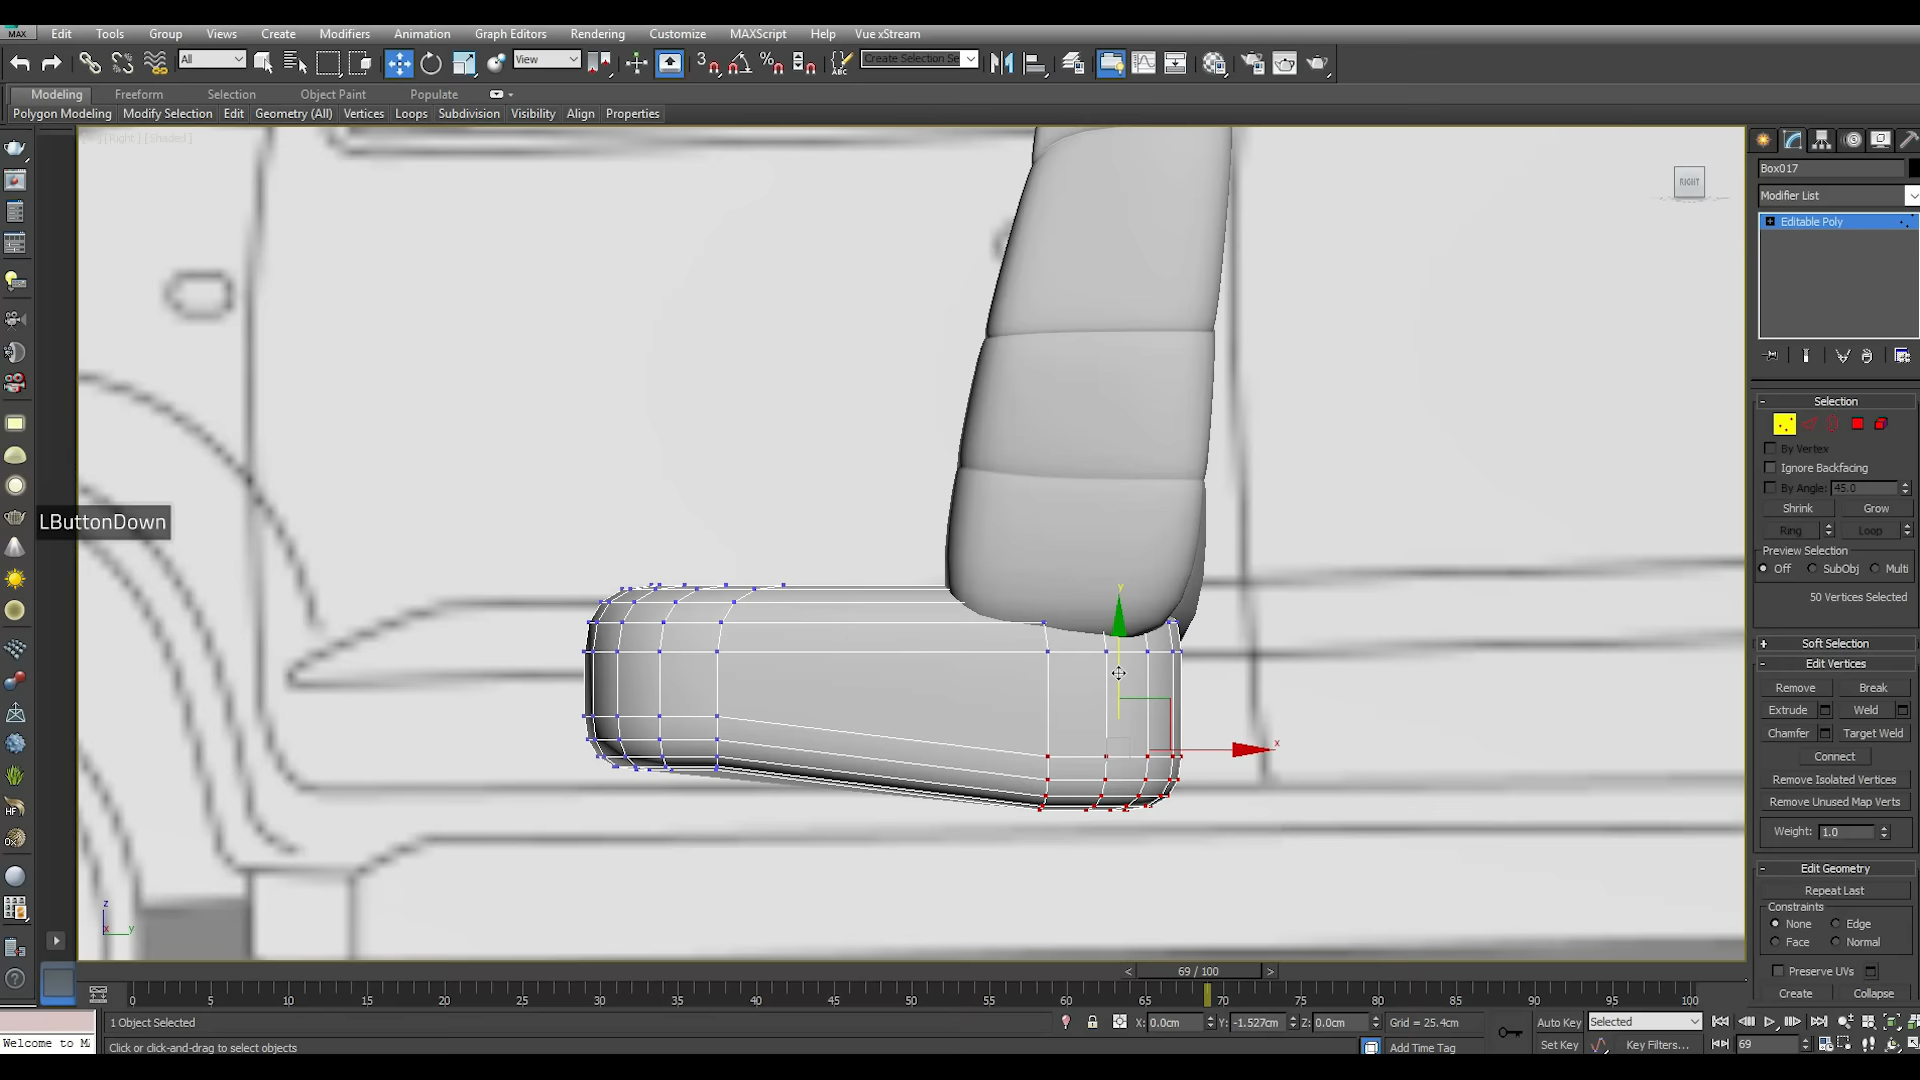 MAX Edit Tools Group Views Create Modifiers Animation Graph Editors Rendering Customize MAXScript Help Vue xStream
All View Create Selection Se
Modeling Freeform Selection Object Paint Populate
Polygon Modeling Modify Selection Edit Geometry (All) Vertices Loops Subdivision Visibility Align Properties
[Right] [Shaded]
RIGHT
Box017
Modifier List
Editable Poly
Selection
By Vertex
Ignore Backfacing
By Angle: 45.0
Shrink Grow
Ring Loop
Preview Selection
Off SubObj Multi
50 Vertices Selected
Soft Selection
Edit Vertices
Remove Break
Extrude Weld
Chamfer Target Weld
Connect
Remove Isolated Vertices
Remove Unused Map Verts
Weight: 1.0
Edit Geometry
Repeat Last
Constraints
None Edge
Face Normal
Preserve UVs
Create Collapse
LButtonDown
y
x
z
x y
< 69 / 100 >
0 5 10 15 20 25 30 35 40 45 50 55 60 65 70 75 80 85 90 95 100
1 Object Selected X: 0.0cm Y: -1.527cm Z: 0.0cm Grid = 25.4cm Auto Key Selected
Welcome to M Click or click-and-drag to select objects Add Time Tag Set Key Key Filters... 69